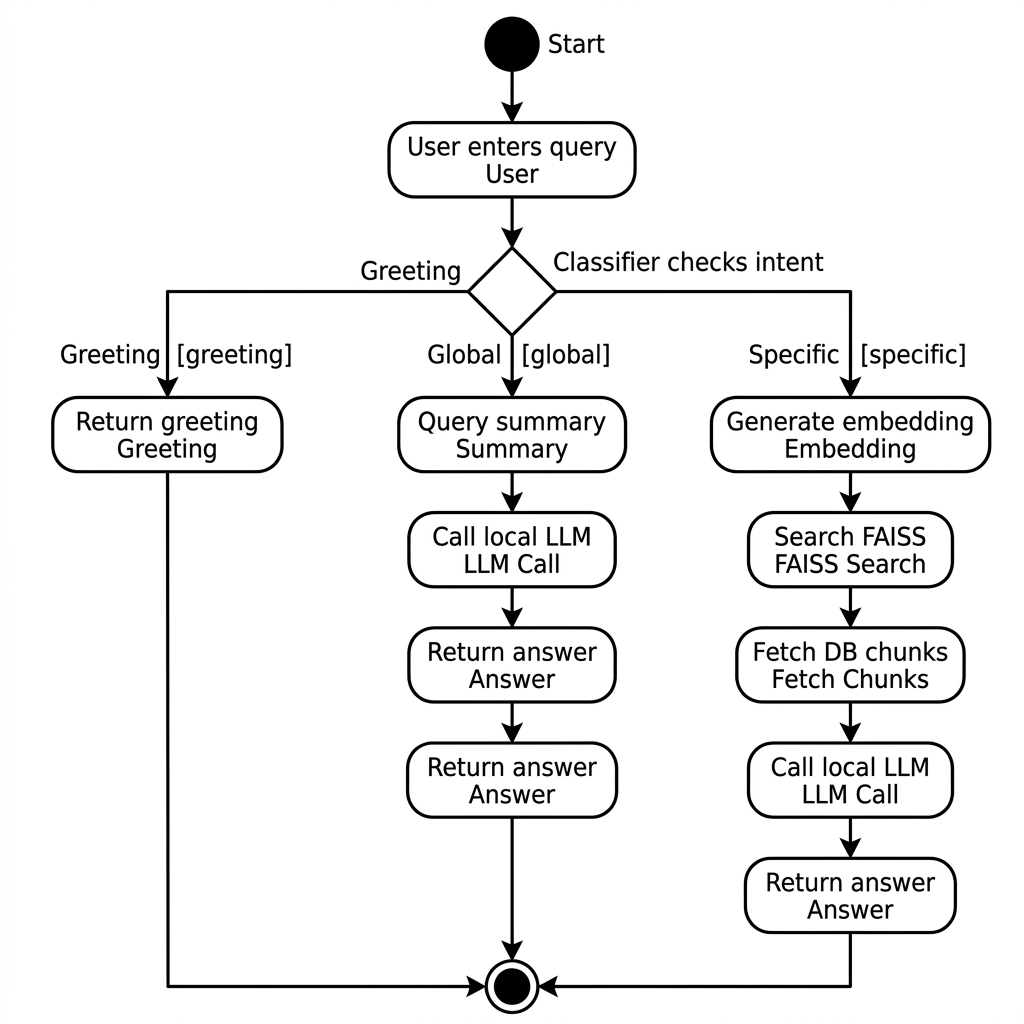 Start
User enters query
User
Greeting
Classifier checks intent
Greeting [greeting]
Global [global]
Specific [specific]
Return greeting
Greeting
Query summary
Summary
Generate embedding
Embedding
Call local LLM
LLM Call
Search FAISS
FAISS Search
Return answer
Answer
Fetch DB chunks
Fetch Chunks
Return answer
Answer
Call local LLM
LLM Call
Return answer
Answer